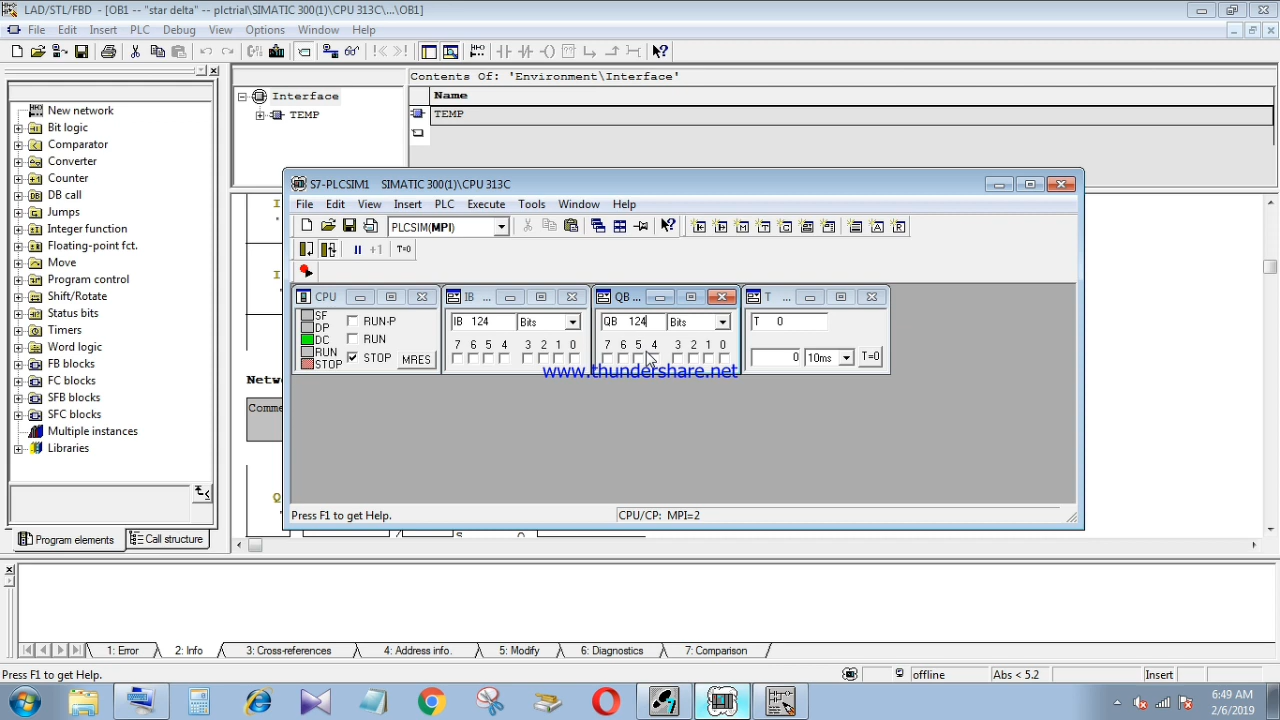 LAD/STL/FBD - [OB1 -- "star delta" -- plctrial\SIMATIC 300(1)\CPU 313C\...\OB1]
File Edit Insert PLC Debug View Options Window Help
Contents Of: 'Environment\Interface'
Interface
TEMP
Name
TEMP
New network
Bit logic
Comparator
Converter
Counter
DB call
Jumps
Integer function
Floating-point fct.
Move
Program control
Shift/Rotate
Status bits
Timers
Word logic
FB blocks
FC blocks
SFB blocks
SFC blocks
Multiple instances
Libraries
Program elements Call structure
S7-PLCSIM1 SIMATIC 300(1)\CPU 313C
File Edit View Insert PLC Execute Tools Window Help
PLCSIM(MPI)
+1 T=0
CPU
SF
DP
DC
RUN
STOP
RUN-P
RUN
STOP MRES
IB ...
IB 124 Bits
7 6 5 4 3 2 1 0
QB ...
QB 124 Bits
7 6 5 4 3 2 1 0
T ...
T 0
0 10ms T=0
www.thundershare.net
Press F1 to get Help. CPU/CP: MPI=2
I
I
Netw
Comme
Q
S Q
1: Error 2: Info 3: Cross-references 4: Address info. 5: Modify 6: Diagnostics 7: Comparison
Press F1 to get Help. offline Abs < 5.2 Insert
6:49 AM
2/6/2019